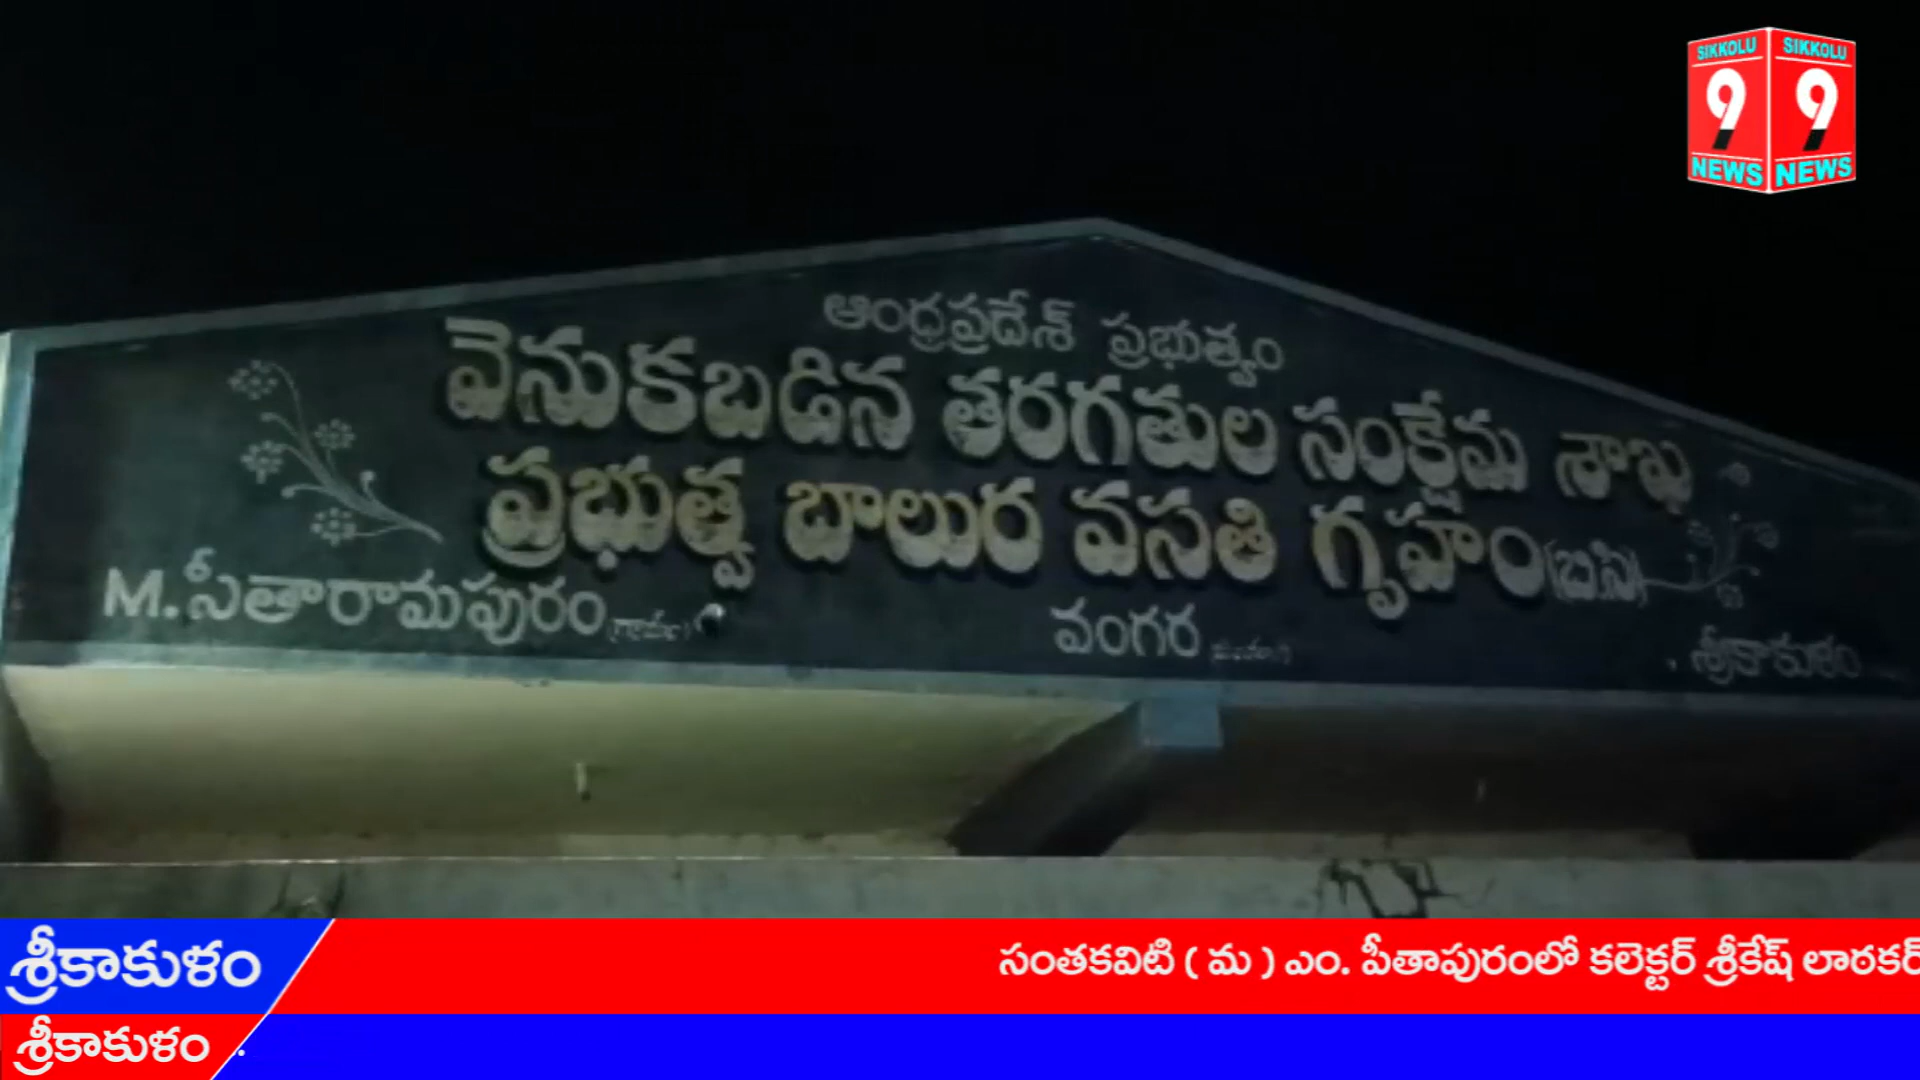 SIKKOLU SIKKOLU
9 9
NEWS NEWS
ఆంధ్రప్రదేశ్ ప్రభుత్వం
వెనుకబడిన తరగతుల సంక్షేమ శాఖ
ప్రభుత్వ బాలుర వసతి గృహం(బి.సి)
M.సీతారామపురం(గ్రామం) వంగర శ్రీకాకుళం
శ్రీకాకుళం సంతకవిటి ( మ ) ఎం. పీతాపురంలో కలెక్టర్ శ్రీకేష్ లాఠకర్
శ్రీకాకుళం ..